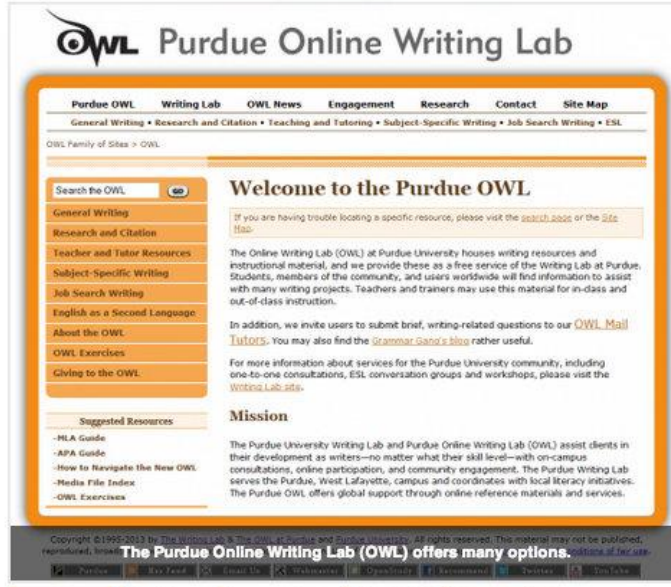 OWL Purdue Online Writing Lab
Purdue OWL Writing Lab OWL News Engagement Research Contact Site Map
General Writing • Research and Citation • Teaching and Tutoring • Subject-Specific Writing • Job Search Writing • ESL
OWL Family of Sites > OWL
Search the OWL GO
General Writing
Research and Citation
Teacher and Tutor Resources
Subject-Specific Writing
Job Search Writing
English as a Second Language
About the OWL
OWL Exercises
Giving to the OWL
Suggested Resources
-MLA Guide
-APA Guide
-How to Navigate the New OWL
-Media File Index
-OWL Exercises
Welcome to the Purdue OWL
If you are having trouble locating a specific resource, please visit the search page or the Site
Map.
The Online Writing Lab (OWL) at Purdue University houses writing resources and
instructional material, and we provide these as a free service of the Writing Lab at Purdue.
Students, members of the community, and users worldwide will find information to assist
with many writing projects. Teachers and trainers may use this material for in-class and
out-of-class instruction.
In addition, we invite users to submit brief, writing-related questions to our OWL Mail
Tutors. You may also find the Grammar Gang's blog rather useful.
For more information about services for the Purdue University community, including
one-to-one consultations, ESL conversation groups and workshops, please visit the
Writing Lab site.
Mission
The Purdue University Writing Lab and Purdue Online Writing Lab (OWL) assist clients in
their development as writers—no matter what their skill level—with on-campus
consultations, online participation, and community engagement. The Purdue Writing Lab
serves the Purdue, West Lafayette, campus and coordinates with local literacy initiatives.
The Purdue OWL offers global support through online reference materials and services.
Copyright ©1995-2013 by The Writing Lab & The OWL at Purdue and Purdue University. All rights reserved. This material may not be published,
reproduced, conditions of fair use.
The Purdue Online Writing Lab (OWL) offers many options.
Purdue Rss Feed Email Us Webmaster OpenStudy Recommend Twitter YouTube